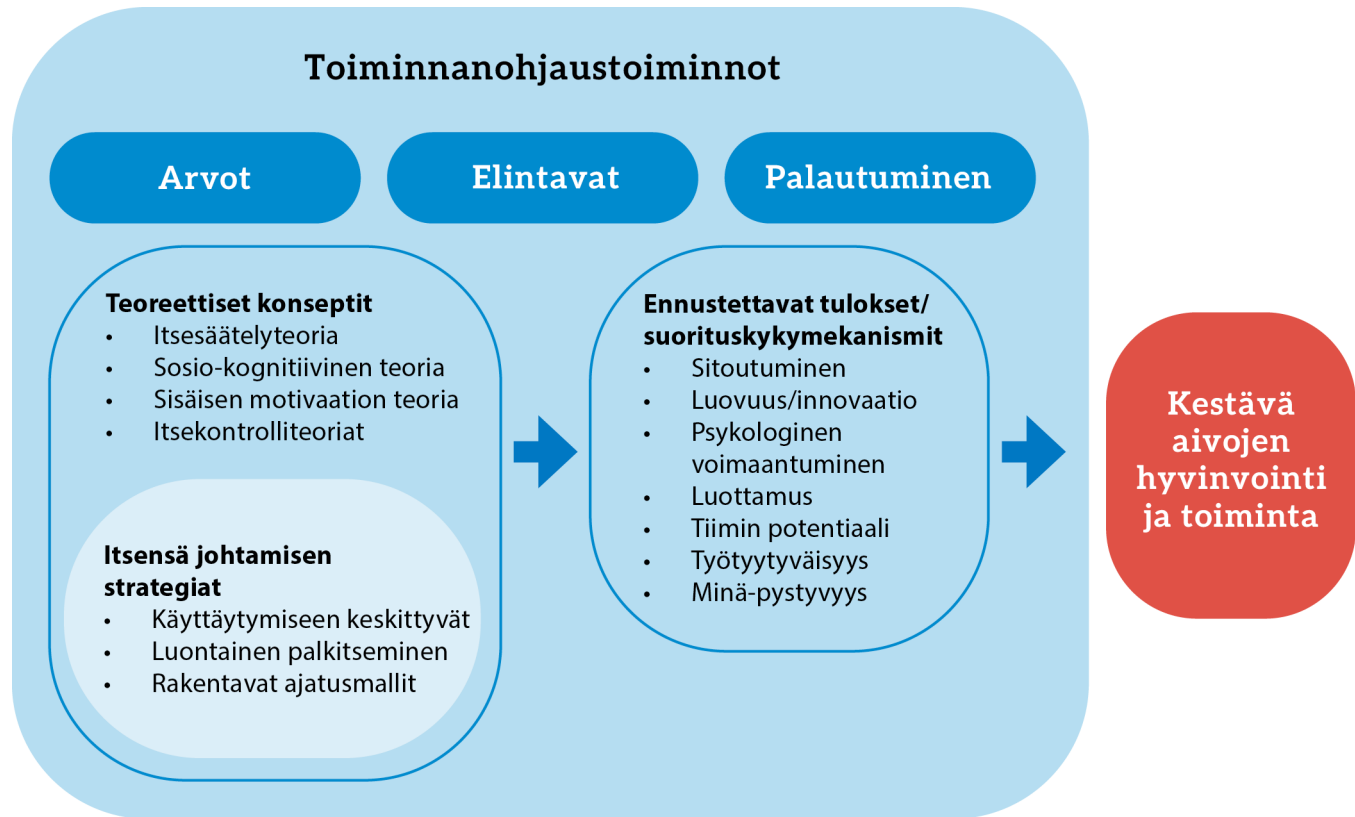 Toiminnanohjaustoiminnot
Arvot
Elintavat
Palautuminen
Teoreettiset konseptit
• Itsesäätelyteoria
• Sosio-kognitiivinen teoria
• Sisäisen motivaation teoria
• Itsekontrolliteoriat
Itsensä johtamisen
strategiat
• Käyttäytymiseen keskittyvät
• Luontainen palkitseminen
• Rakentavat ajatusmallit
Ennustettavat tulokset/
suorituskykymekanismit
• Sitoutuminen
• Luovuus/innovaatio
• Psykologinen
voimaantuminen
• Luottamus
• Tiimin potentiaali
• Työtyytyväisyys
• Minä-pystyvyys
Kestävä
aivojen
hyvinvointi
ja toiminta